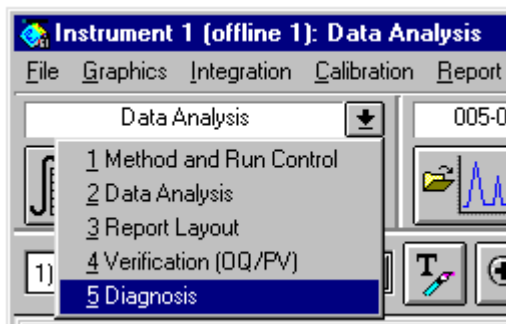 Instrument 1 (offline 1): Data Analysis
File Graphics Integration Calibration Report
Data Analysis 005-0
1 Method and Run Control
2 Data Analysis
3 Report Layout
4 Verification (OQ/PV)
1) T
5 Diagnosis